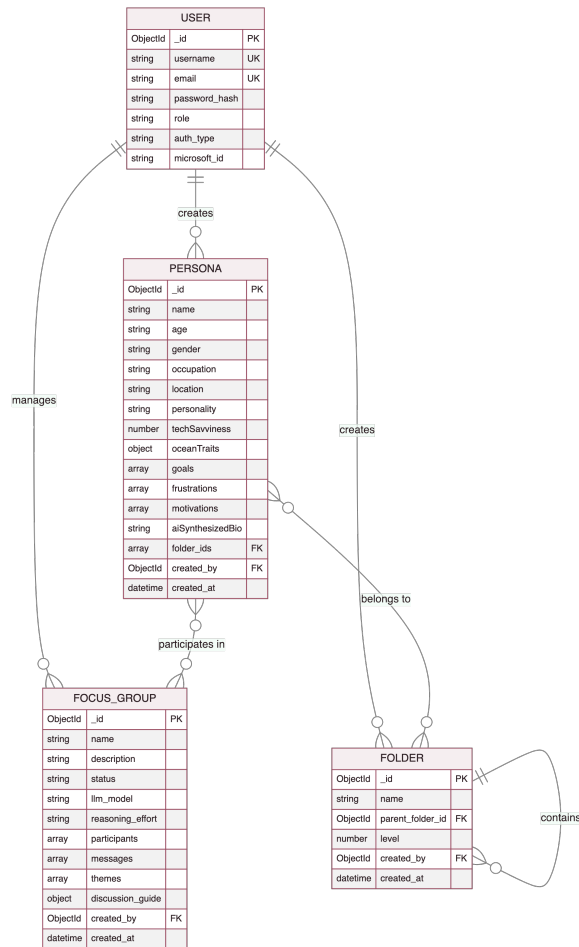 USER
ObjectId _id PK
string username UK
string email UK
string password_hash
string role
string auth_type
string microsoft_id
creates
PERSONA
ObjectId _id PK
string name
string age
string gender
string occupation
string location
string personality
number techSavviness
object oceanTraits
array goals
array frustrations
array motivations
string aiSynthesizedBio
array folder_ids FK
ObjectId created_by FK
datetime created_at
manages
creates
belongs to
participates in
FOCUS_GROUP
ObjectId _id PK
string name
string description
string status
string llm_model
string reasoning_effort
array participants
array messages
array themes
object discussion_guide
ObjectId created_by FK
datetime created_at
FOLDER
ObjectId _id PK
string name
ObjectId parent_folder_id FK
number level
ObjectId created_by FK
datetime created_at
contains